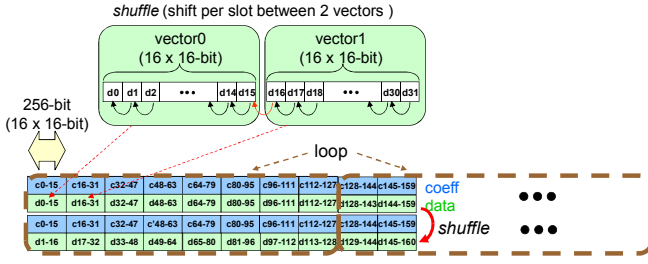 shuffle (shift per slot between 2 vectors )
vector0
(16 x 16-bit)
vector1
(16 x 16-bit)
d0 d1 d2 ••• d14 d15
d16 d17 d18 ••• d30 d31
256-bit
(16 x 16-bit)
loop
c0-15 c16-31 c32-47 c48-63 c64-79 c80-95 c96-111 c112-127 c128-144 c145-159 coeff
d0-15 d16-31 c32-47 d48-63 d64-79 d80-95 d96-111 d112-127 d128-143 d144-159 data
•••
c0-15 c16-31 c32-47 c'48-63 c64-79 c80-95 c96-111 c112-127 c128-144 c145-159 shuffle
d1-16 d17-32 d33-48 d49-64 d65-80 d81-96 d97-112 d113-128 d129-144 d145-160
•••